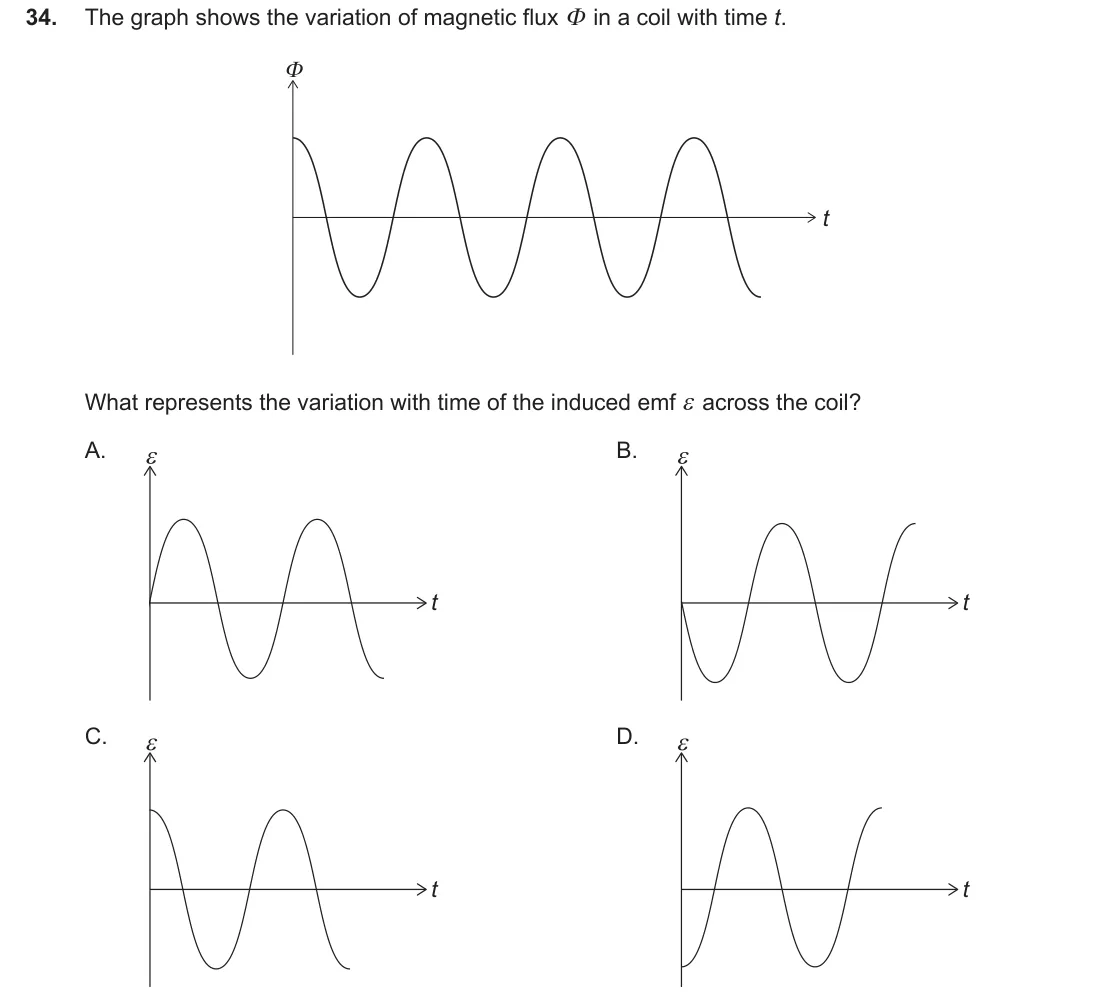 34. The graph shows the variation of magnetic flux Φ in a coil with time t.
Φ
t
What represents the variation with time of the induced emf ε across the coil?
A. ε
t
B. ε
t
C. ε
t
D. ε
t